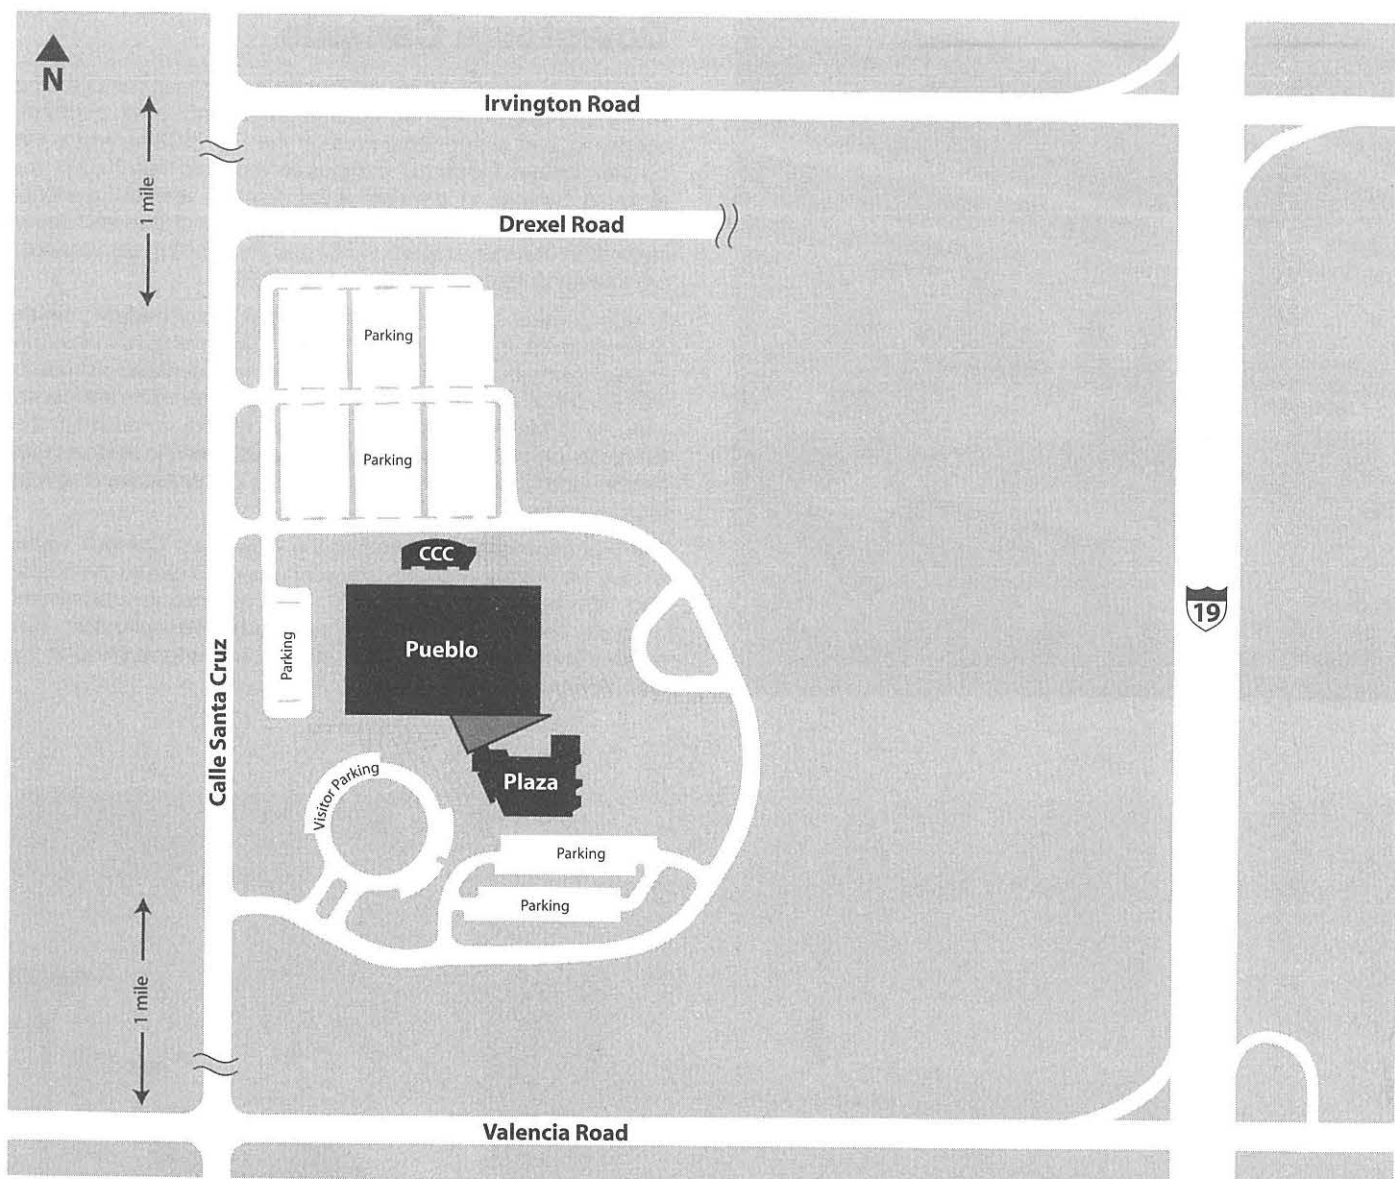 N
Irvington Road
1 mile
Drexel Road
Parking
Parking
CCC
19
Pueblo
Parking
Calle Santa Cruz
Visitor Parking
Plaza
Parking
Parking
1 mile
Valencia Road